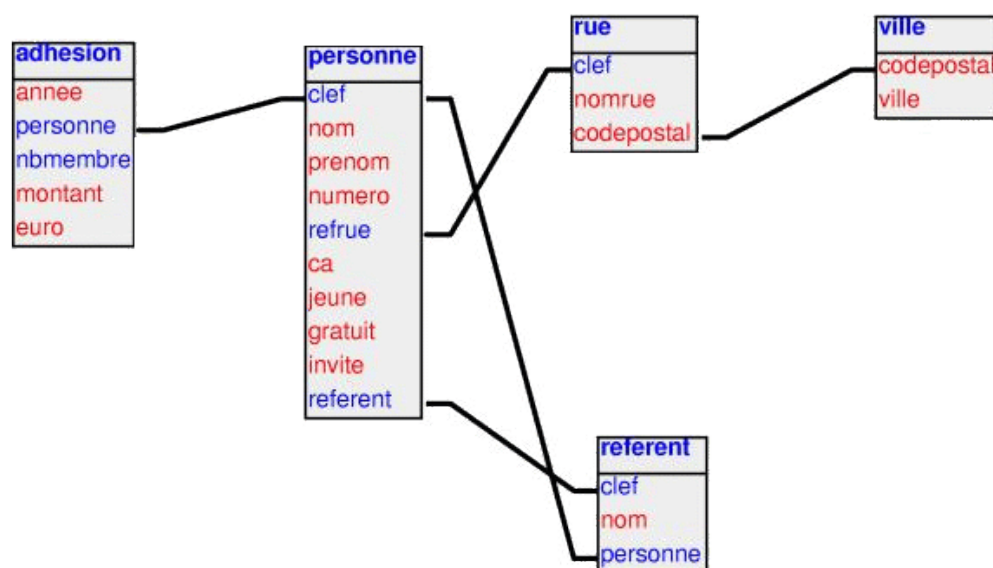 adhesion
annee
personne
nbmembre
montant
euro
personne
clef
nom
prenom
numero
refrue
ca
jeune
gratuit
invite
referent
rue
clef
nomrue
codepostal
ville
codepostal
ville
referent
clef
nom
personne